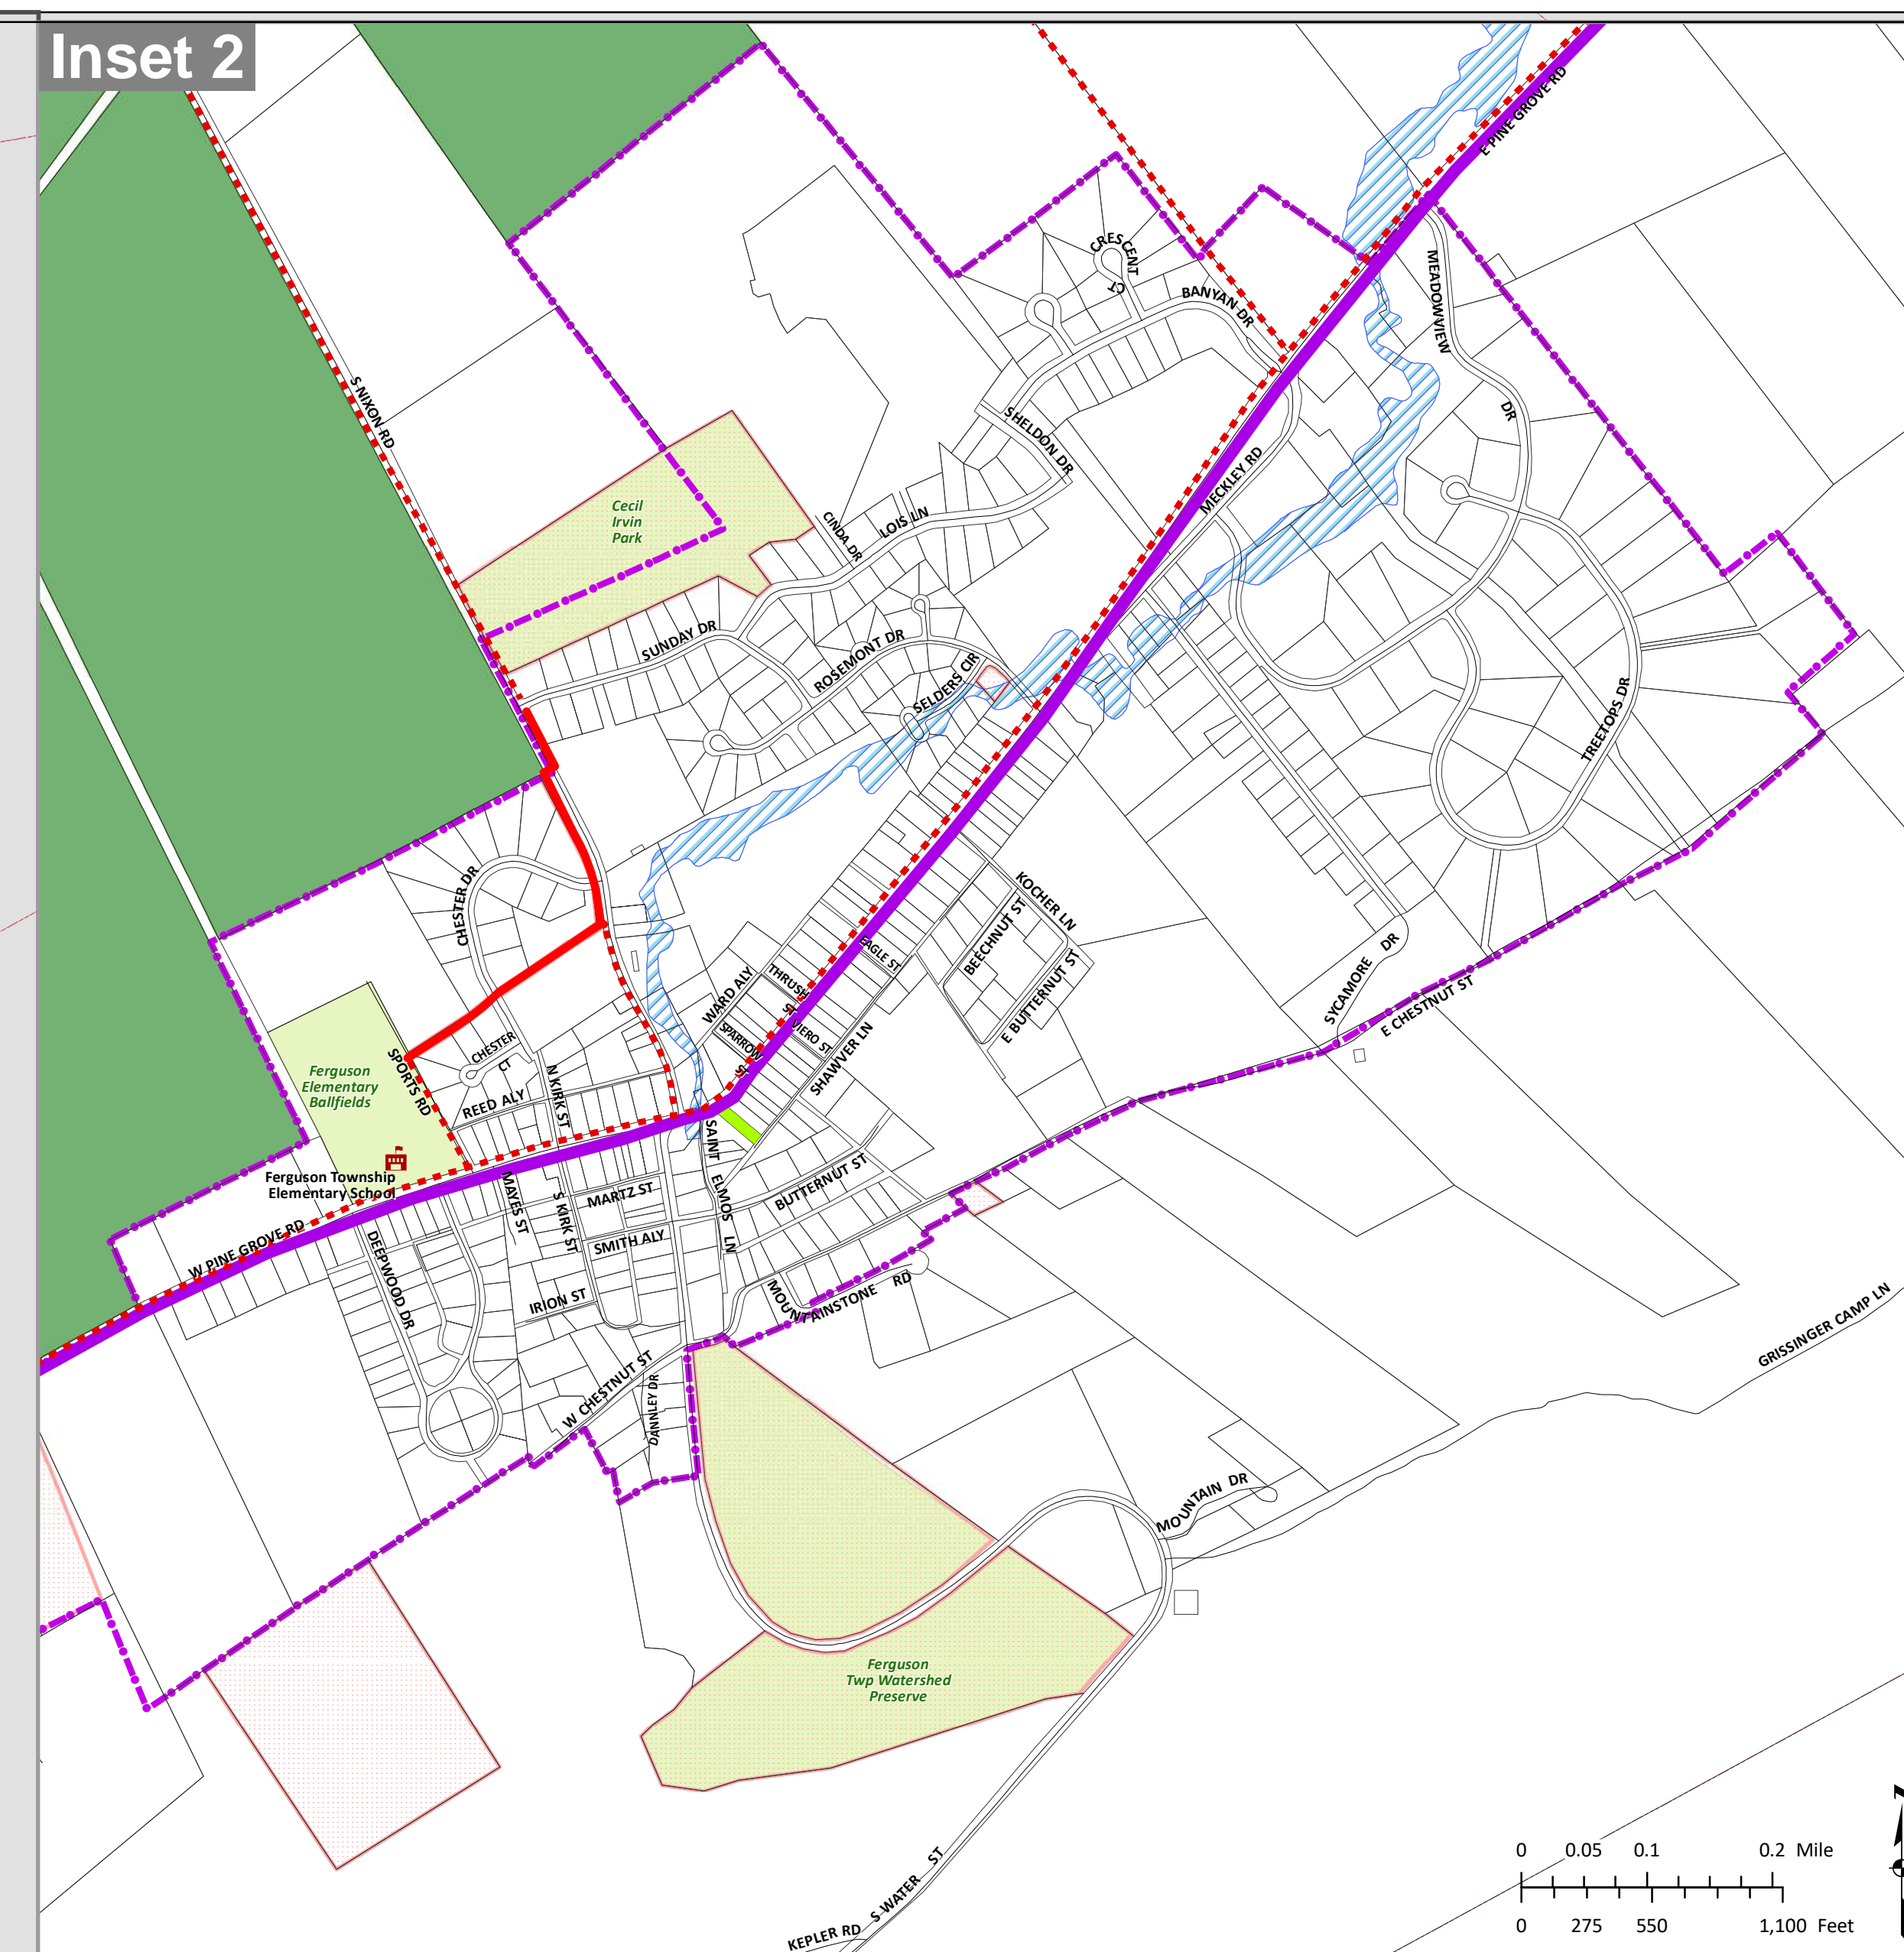 Inset 2
E PINE GROVE RD
S NIXON RD
CRESCENT
CT
BANYAN DR
MEADOWVIEW
DR
SHELDON DR
MECKLEY RD
Cecil
Irvin
Park
CINDA DR
LOIS LN
SUNDAY DR
ROSEMONT DR
SELDERS CIR
TREETOPS DR
CHESTER DR
KOCHER LN
BEECHNUT ST
E BUTTERNUT ST
EAGLE ST
WARD ALY
THRUSH
ST
VIERO ST
SPARROW
ST
SHAWVER LN
SYCAMORE DR
E CHESTNUT ST
SPORTS RD
CHESTER
CT
Ferguson
Elementary
Ballfields
REED ALY
N KIRK ST
SAINT ELMOS LN
Ferguson Township
Elementary School
MAYES ST
S KIRK ST
MARTZ ST
BUTTERNUT ST
SMITH ALY
W PINE GROVE RD
DEEPWOOD DR
IRION ST
MOUNTAINSTONE RD
W CHESTNUT ST
DANNLEY DR
GRISSINGER CAMP LN
MOUNTAIN DR
Ferguson
Twp Watershed
Preserve
S WATER ST
KEPLER RD
0 0.05 0.1 0.2 Mile
0 275 550 1,100 Feet